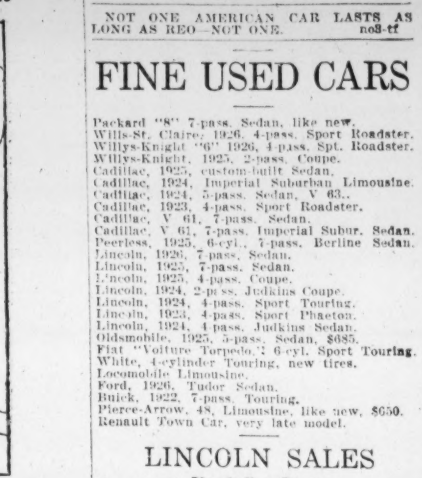 NOT ONE AMERICAN CAR LASTS AS
LONG AS REO—NOT ONE. no8-tf
FINE USED CARS
Packard "8" 7-pass. Sedan, like new.
Wills-St. Claire, 1926, 4-pass. Sport Roadster.
Willys-Knight "6" 1926, 4-pass. Spt. Roadster.
Willys-Knight, 1925, 2-pass. Coupe.
Cadillac, 1925, custom-built Sedan.
Cadillac, 1924, Imperial Suburban Limousine.
Cadillac, 1924, 5-pass. Sedan, V 63..
Cadillac, 1923, 4-pass. Sport Roadster.
Cadillac, V 61, 7-pass. Sedan.
Cadillac, V 61, 7-pass. Imperial Subur. Sedan.
Peerless, 1925, 6-cyl., 7-pass. Berline Sedan.
Lincoln, 1926, 7-pass. Sedan.
Lincoln, 1925, 7-pass. Sedan.
Lincoln, 1925, 4-pass. Coupe.
Lincoln, 1924, 2-pass. Judkins Coupe.
Lincoln, 1924, 4-pass. Sport Touring.
Lincoln, 1923, 4-pass. Sport Phaeton.
Lincoln, 1924, 4-pass. Judkins Sedan.
Oldsmobile, 1925, 5-pass. Sedan, $685.
Fiat "Voiture Torpedo," 6-cyl. Sport Touring.
White, 4-cylinder Touring, new tires.
Locomobile Limousine.
Ford, 1926, Tudor Sedan.
Buick, 1922, 7-pass. Touring.
Pierce-Arrow, 48, Limousine, like new, $650.
Renault Town Car, very late model.
LINCOLN SALES